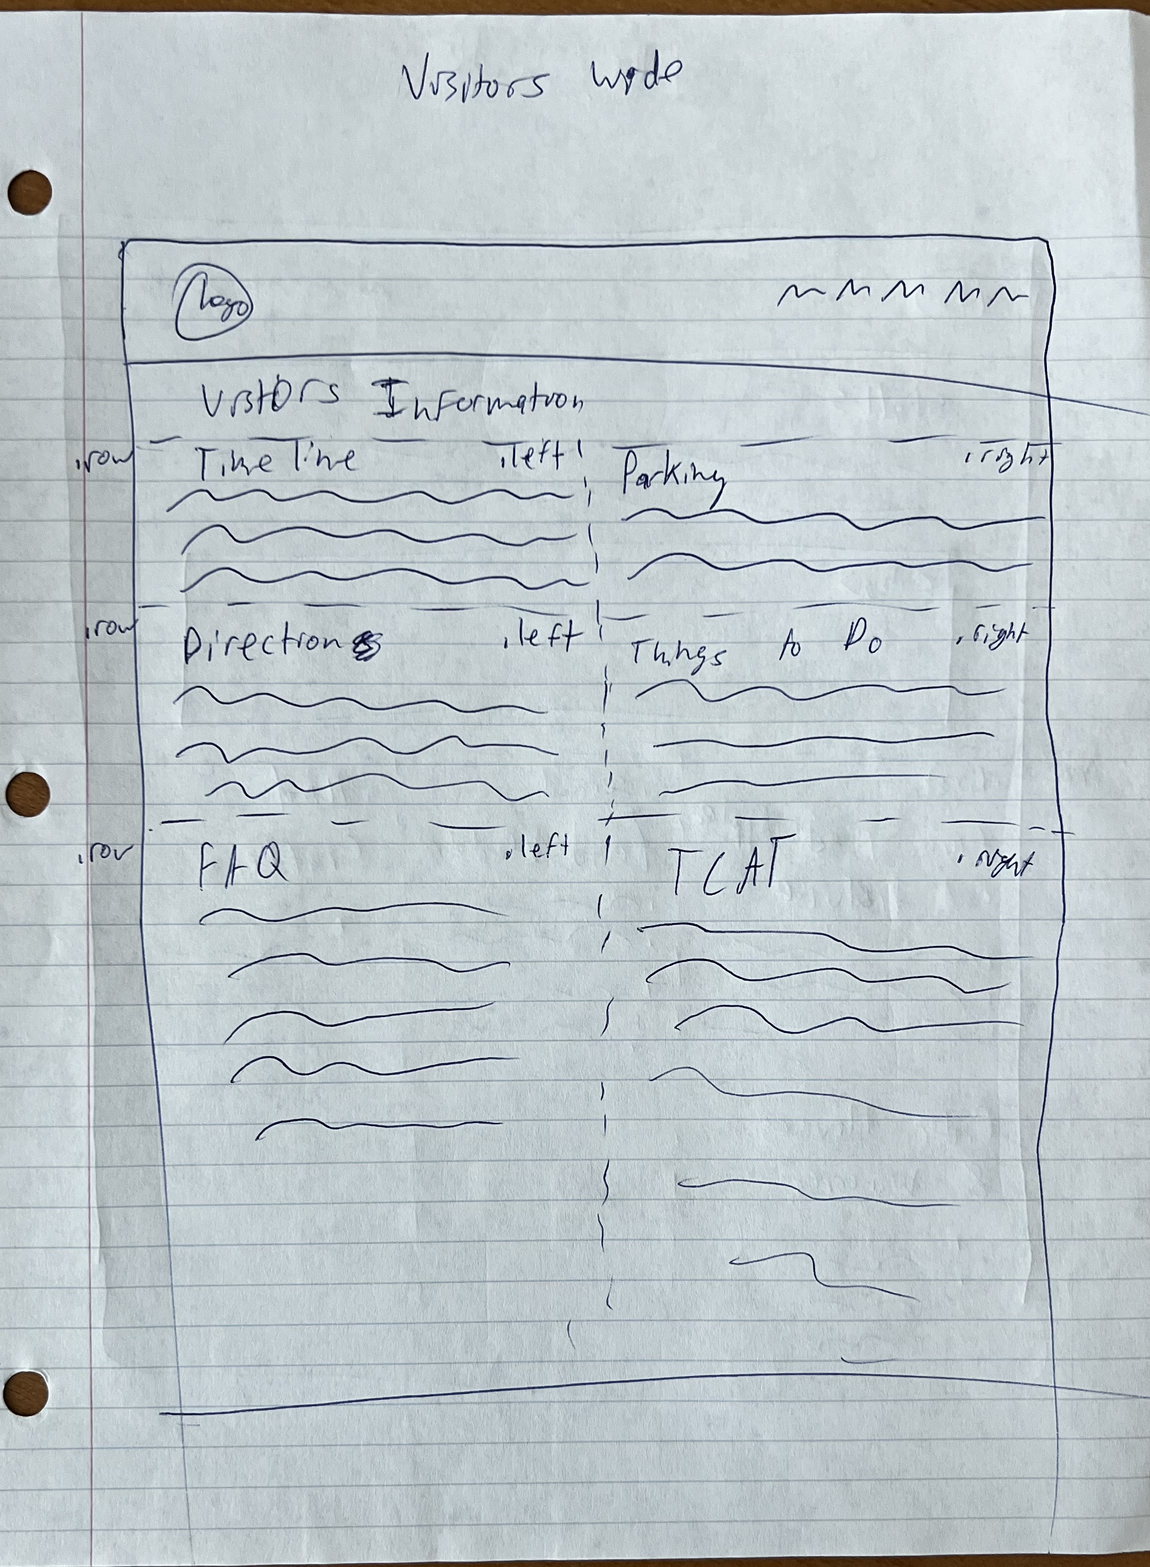 Visitors wide
Logo
Visitors Information
.row Time line .left Parking .right
.row Directions .left Things to Do .right
.row FAQ .left TCAT .right